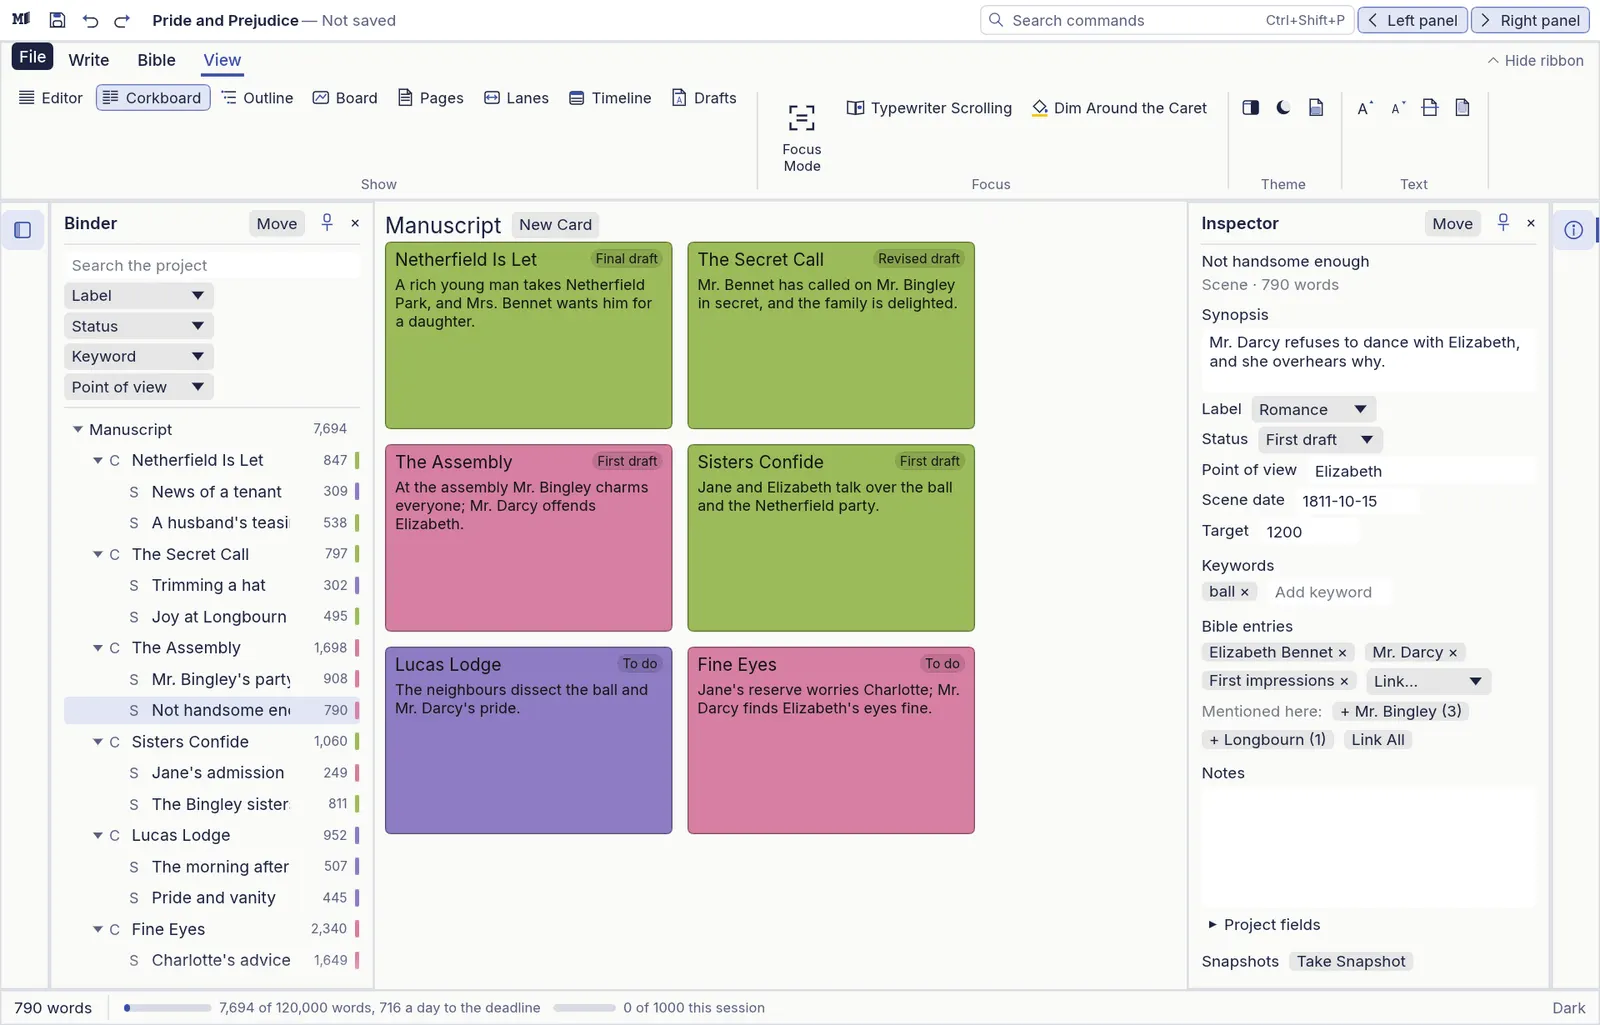 Pride and Prejudice — Not saved
Search commands Ctrl+Shift+P
Left panel
Right panel
File Write Bible View
Hide ribbon
Editor Corkboard Outline Board Pages Lanes Timeline Drafts
Show
Focus Mode
Typewriter Scrolling
Dim Around the Caret
Focus
Theme
A A
Text
Binder Move ×
Search the project
Label
Status
Keyword
Point of view
Manuscript 7,694
C Netherfield Is Let 847
S News of a tenant 309
S A husband's teasi 538
C The Secret Call 797
S Trimming a hat 302
S Joy at Longbourn 495
C The Assembly 1,698
S Mr. Bingley's party 908
S Not handsome en 790
C Sisters Confide 1,060
S Jane's admission 249
S The Bingley sister 811
C Lucas Lodge 952
S The morning after 507
S Pride and vanity 445
C Fine Eyes 2,340
S Charlotte's advice 1,649
Manuscript New Card
Netherfield Is Let Final draft
A rich young man takes Netherfield
Park, and Mrs. Bennet wants him for
a daughter.
The Secret Call Revised draft
Mr. Bennet has called on Mr. Bingley
in secret, and the family is delighted.
The Assembly First draft
At the assembly Mr. Bingley charms
everyone; Mr. Darcy offends
Elizabeth.
Sisters Confide First draft
Jane and Elizabeth talk over the ball
and the Netherfield party.
Lucas Lodge To do
The neighbours dissect the ball and
Mr. Darcy's pride.
Fine Eyes To do
Jane's reserve worries Charlotte; Mr.
Darcy finds Elizabeth's eyes fine.
Inspector Move ×
Not handsome enough
Scene · 790 words
Synopsis
Mr. Darcy refuses to dance with Elizabeth,
and she overhears why.
Label Romance
Status First draft
Point of view Elizabeth
Scene date 1811-10-15
Target 1200
Keywords
ball × Add keyword
Bible entries
Elizabeth Bennet × Mr. Darcy ×
First impressions × Link...
Mentioned here: + Mr. Bingley (3)
+ Longbourn (1) Link All
Notes
Project fields
Snapshots Take Snapshot
790 words
7,694 of 120,000 words, 716 a day to the deadline
0 of 1000 this session
Dark